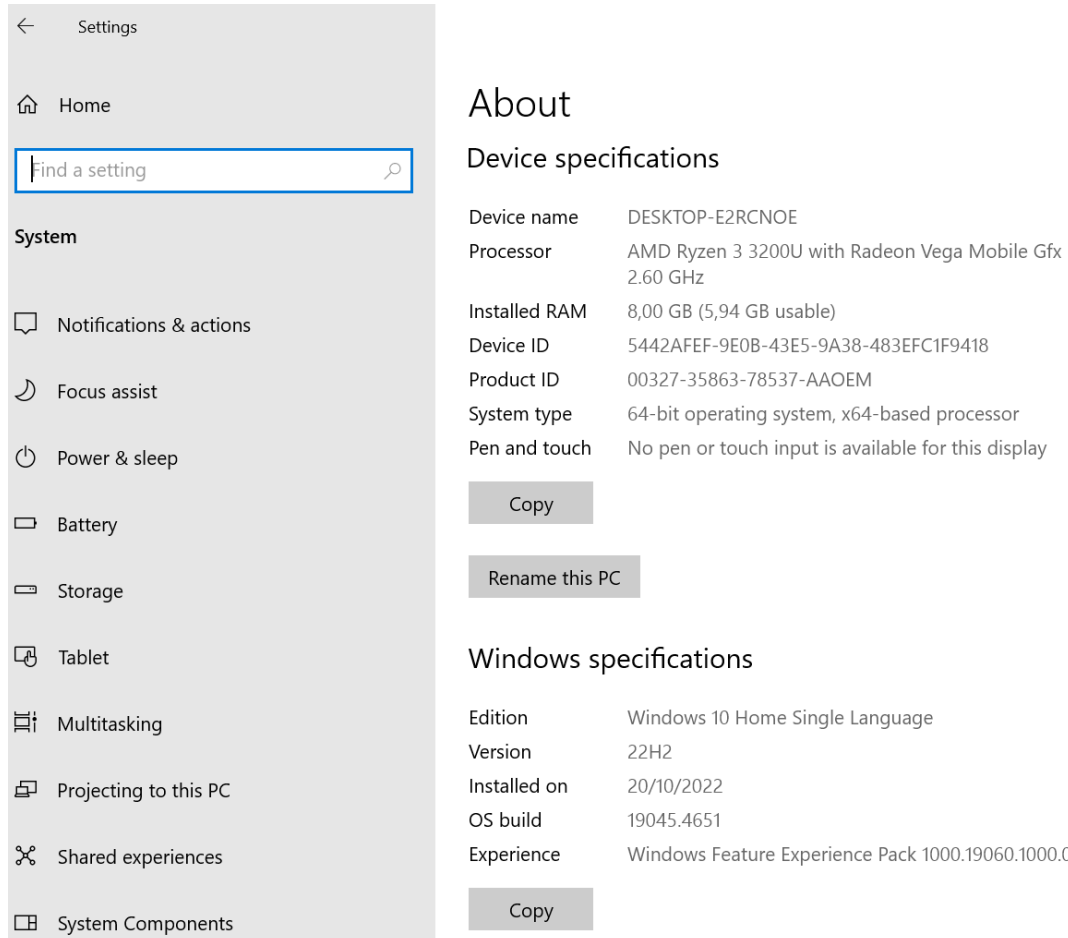 Settings
Home
Find a setting
System
Notifications & actions
Focus assist
Power & sleep
Battery
Storage
Tablet
Multitasking
Projecting to this PC
Shared experiences
System Components
About
Device specifications
Device name DESKTOP-E2RCNOE
Processor AMD Ryzen 3 3200U with Radeon Vega Mobile Gfx
2.60 GHz
Installed RAM 8,00 GB (5,94 GB usable)
Device ID 5442AFEF-9E0B-43E5-9A38-483EFC1F9418
Product ID 00327-35863-78537-AAOEM
System type 64-bit operating system, x64-based processor
Pen and touch No pen or touch input is available for this display
Copy
Rename this PC
Windows specifications
Edition Windows 10 Home Single Language
Version 22H2
Installed on 20/10/2022
OS build 19045.4651
Experience Windows Feature Experience Pack 1000.19060.1000.0
Copy